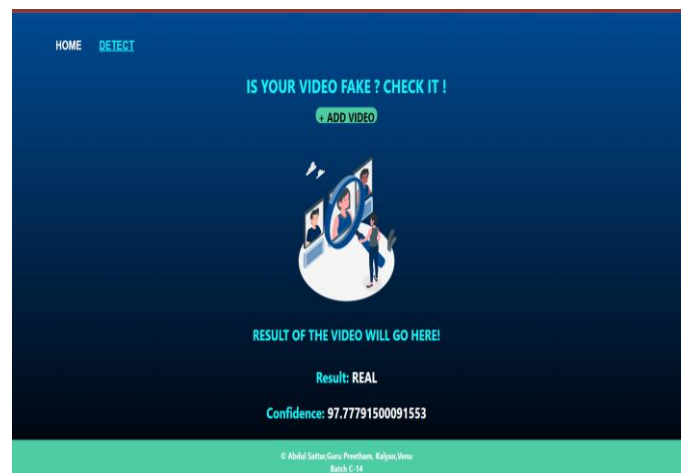 HOME DETECT
IS YOUR VIDEO FAKE ? CHECK IT !
+ ADD VIDEO
RESULT OF THE VIDEO WILL GO HERE!
Result: REAL
Confidence: 97.77791500091553
© Abdul Sattar,Guru Preetham, Kalyan,Venu
Batch C-14